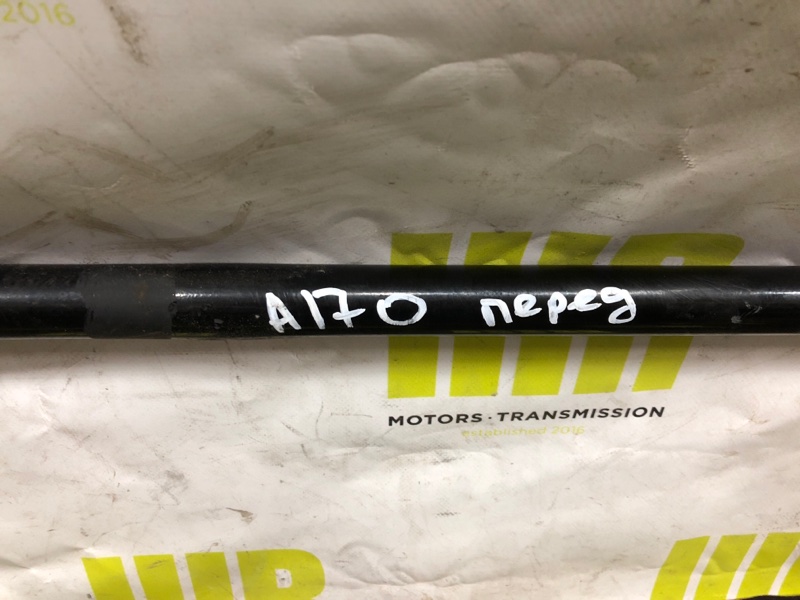 2016
A170 перед
MOTORS · TRANSMISSION
Established 2016